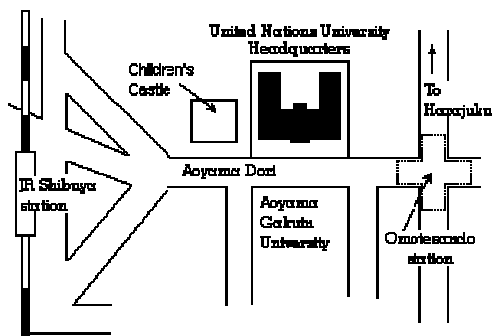 United Nations University
Headquarters
Children's
Castle
To
Harajuku
Aoyama Dori
JR Shibuya
station
Aoyama
Gakuin
University
Omotesando
station